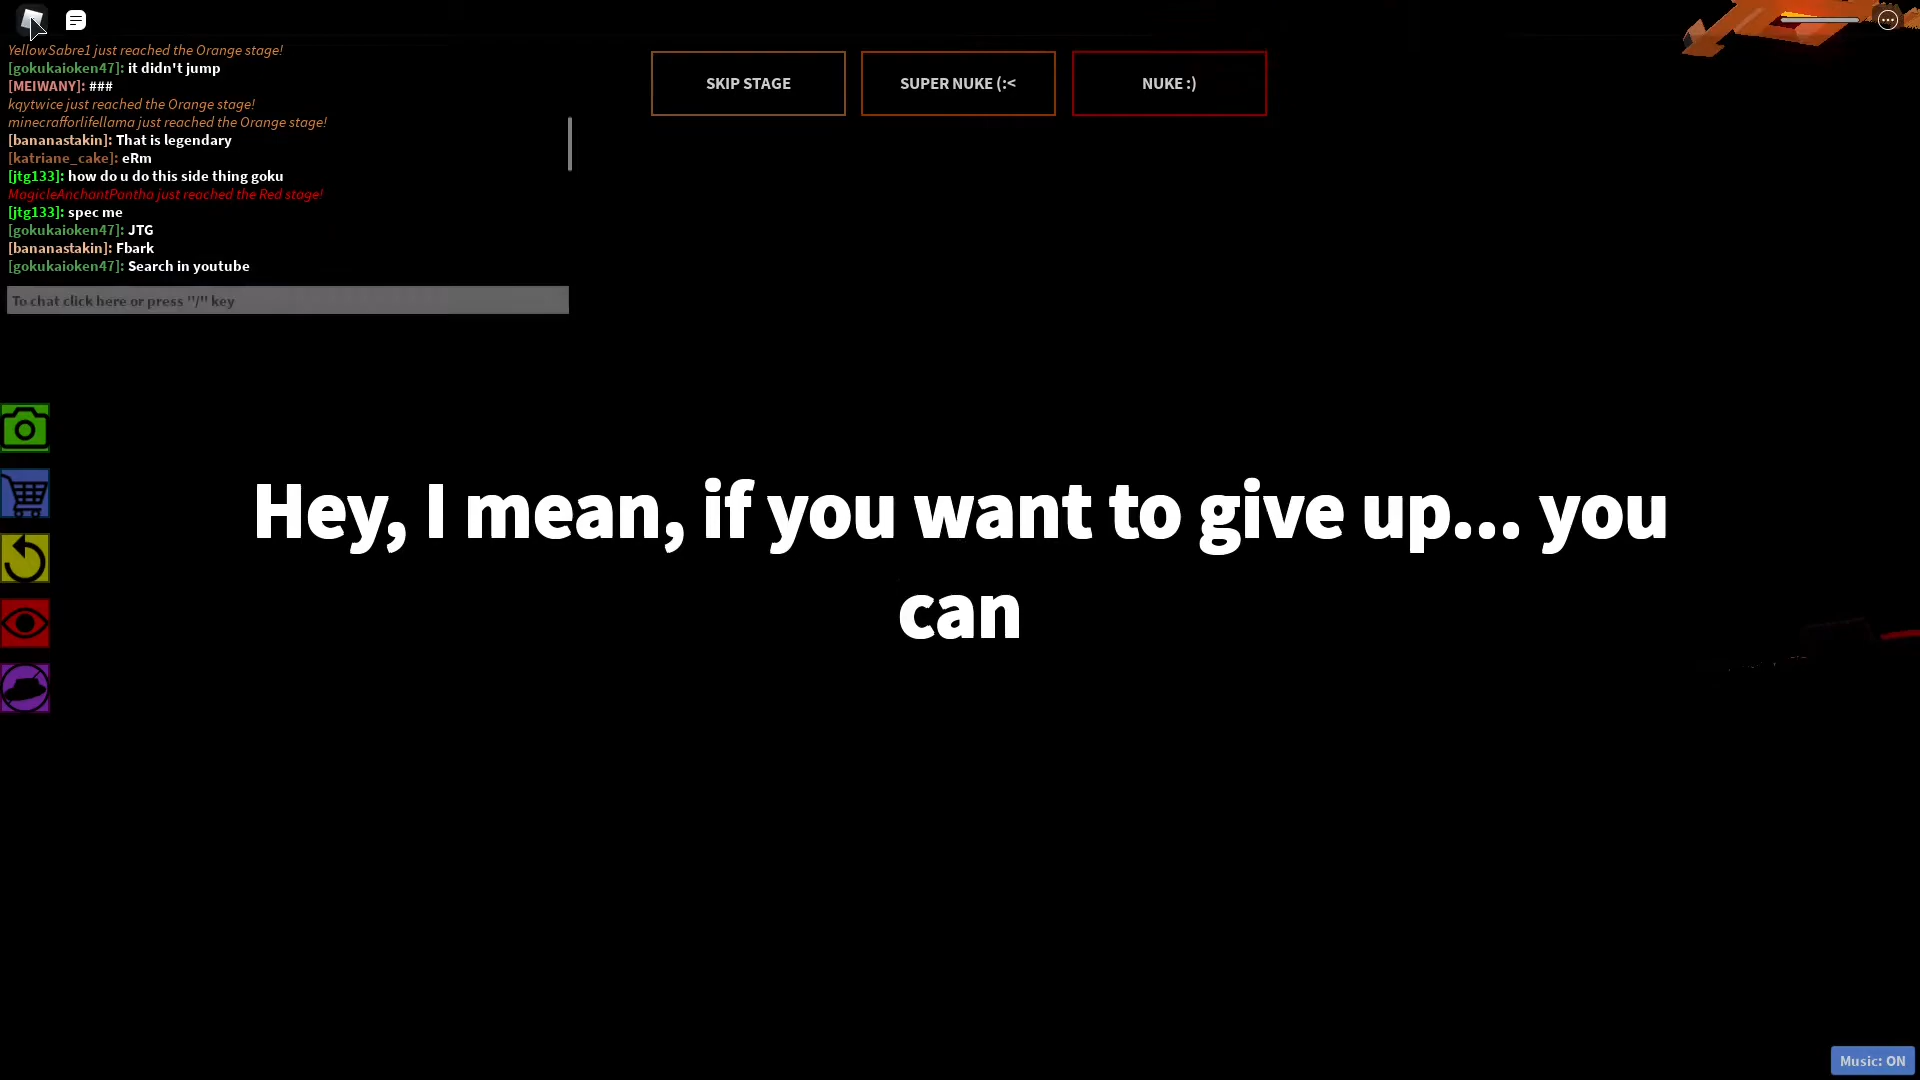 YellowSabre1 just reached the Orange stage!
[gokukaioken47]: it didn't jump
[MEIWANY]: ###
kqytwice just reached the Orange stage!
minecrafforlifellama just reached the Orange stage!
[bananastakin]: That is legendary
[katriane_cake]: eRm
[jtg133]: how do u do this side thing goku
MagicleAnchantPantha just reached the Red stage!
[jtg133]: spec me
[gokukaioken47]: JTG
[bananastakin]: Fbark
[gokukaioken47]: Search in youtube
To chat click here or press "/" key
SKIP STAGE
SUPER NUKE (:<
NUKE :)
Hey, I mean, if you want to give up... you
can
Music: ON